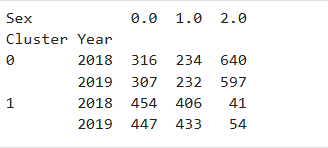 Sex 0.0 1.0 2.0
Cluster Year
0 2018 316 234 640
2019 307 232 597
1 2018 454 406 41
2019 447 433 54